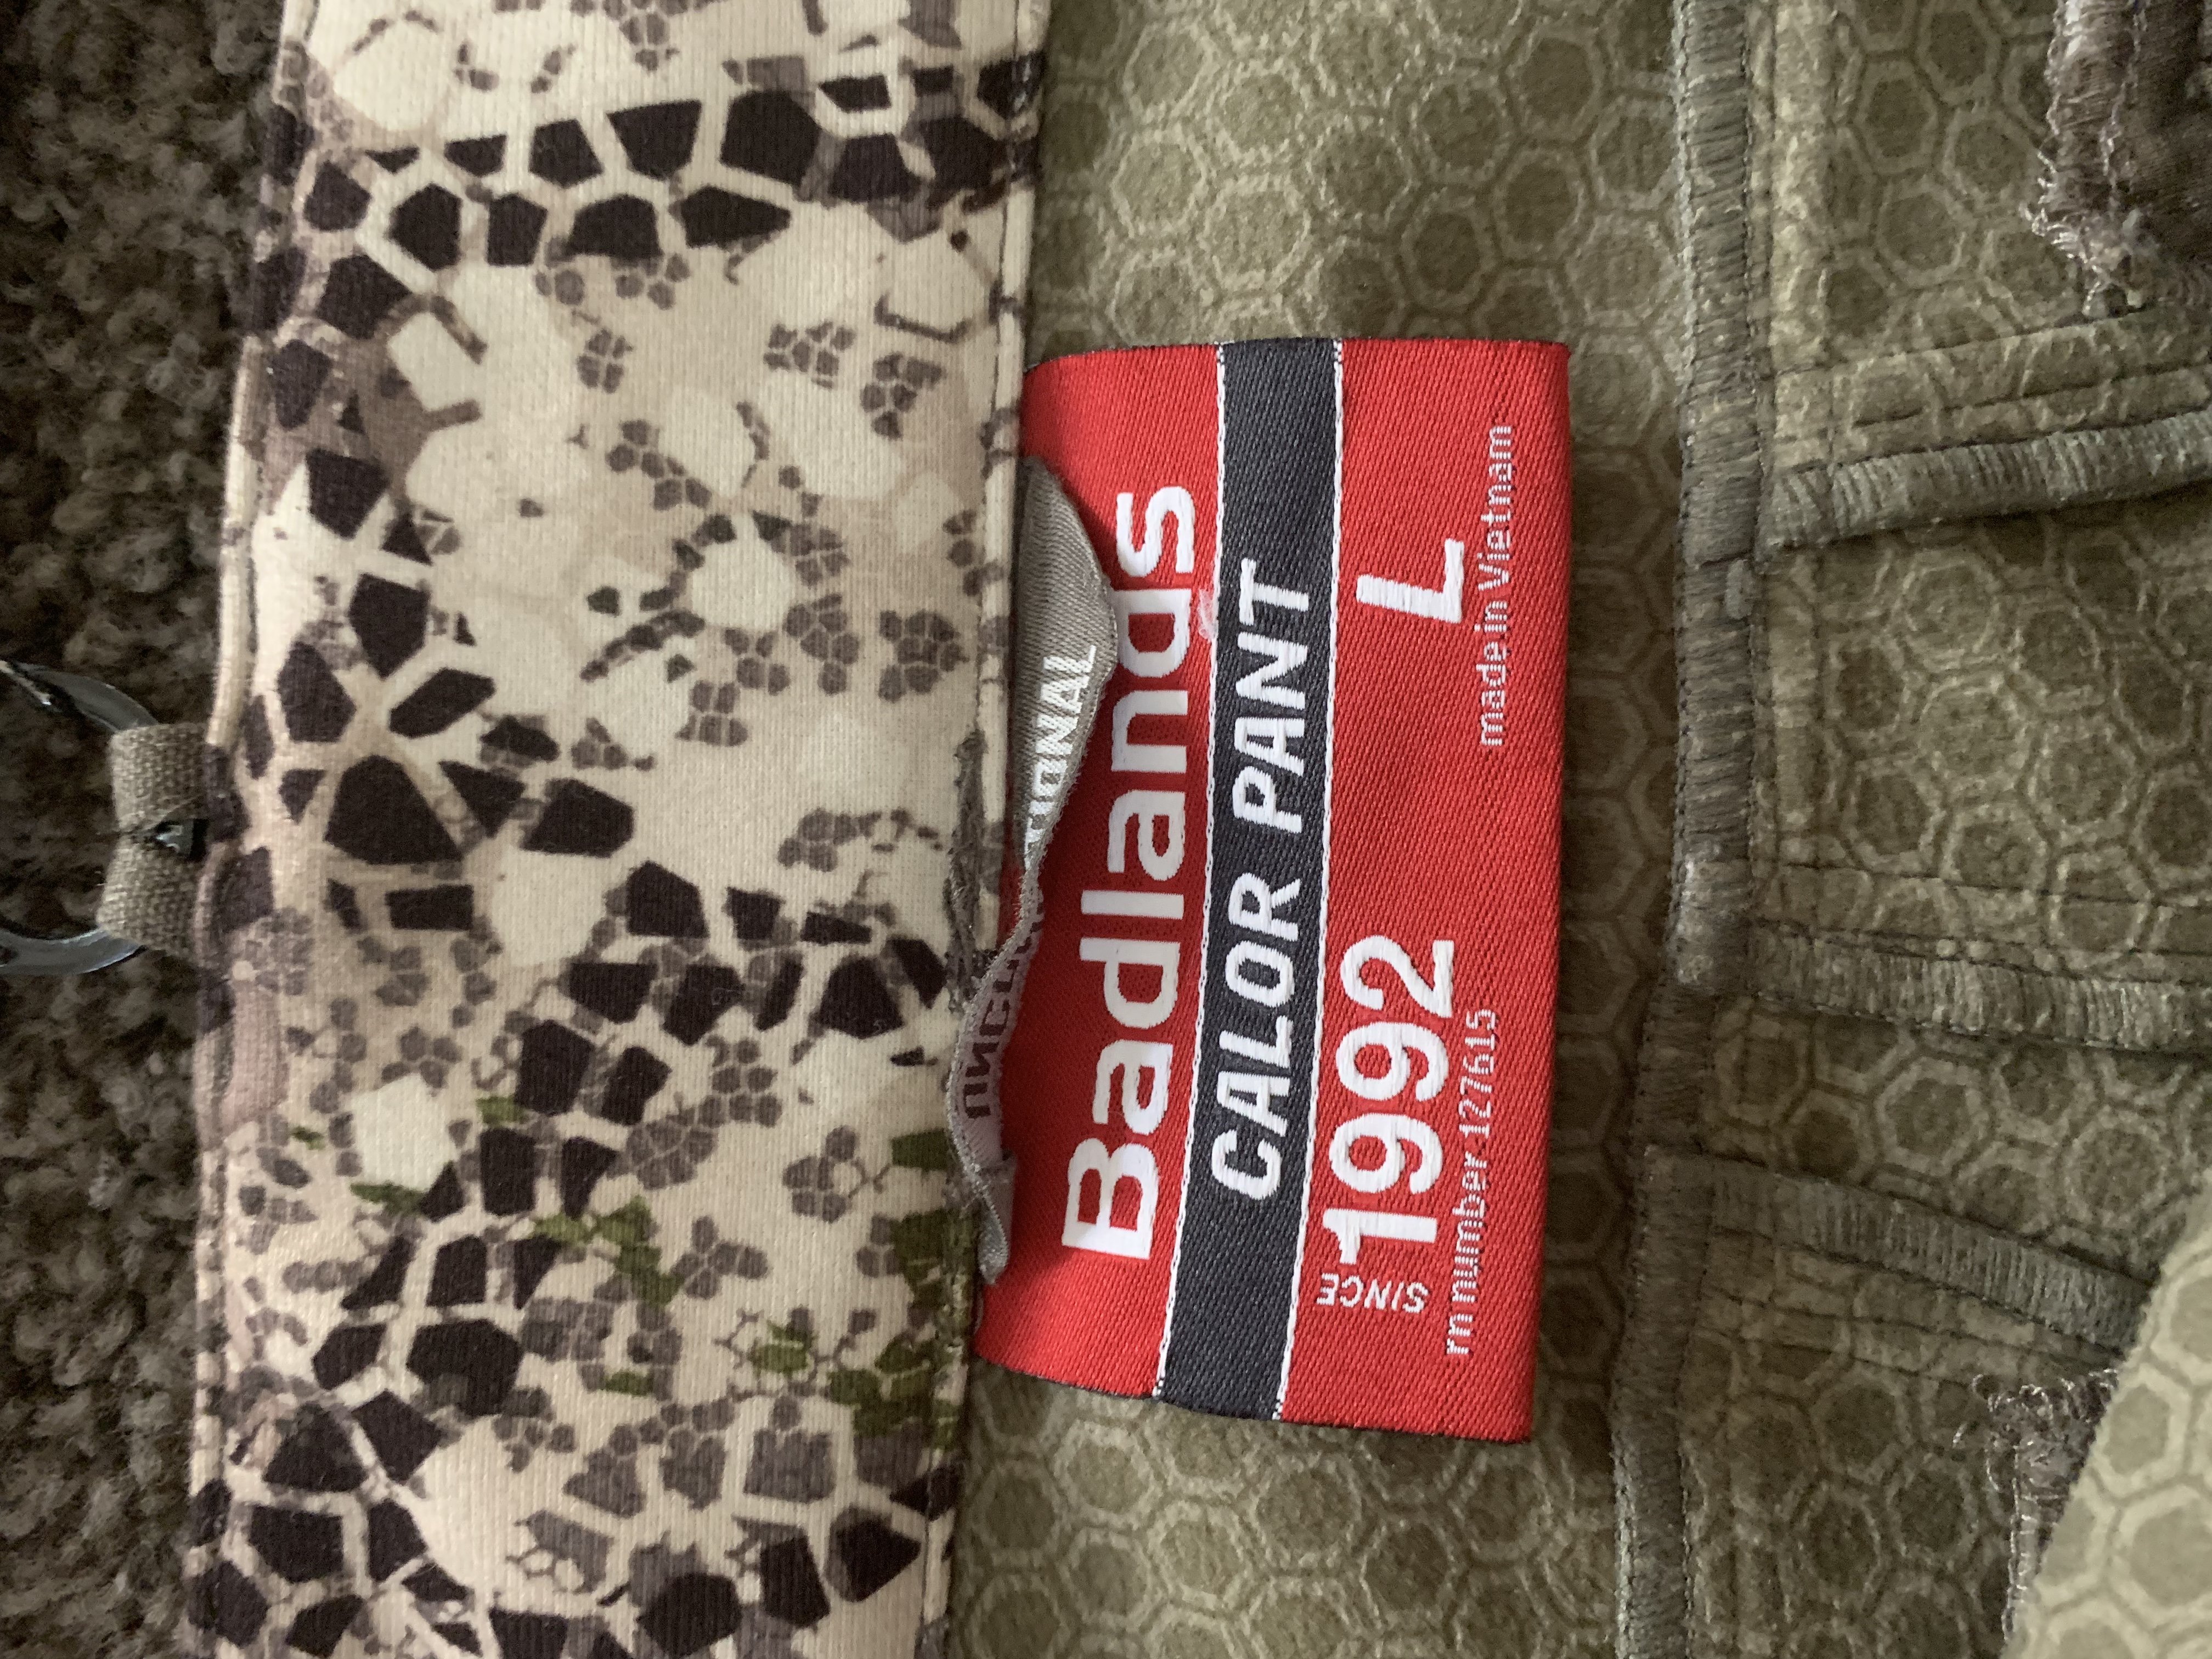 Badlands
CALOR PANT
SINCE 1992 L
rn number 127615 made in Vietnam